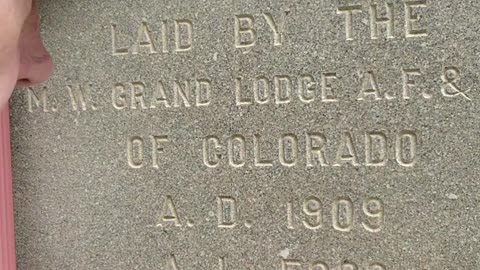 LAID BY THE
M. W. GRAND LODGE A. F. &
OF COLORADO
A. D. 1909